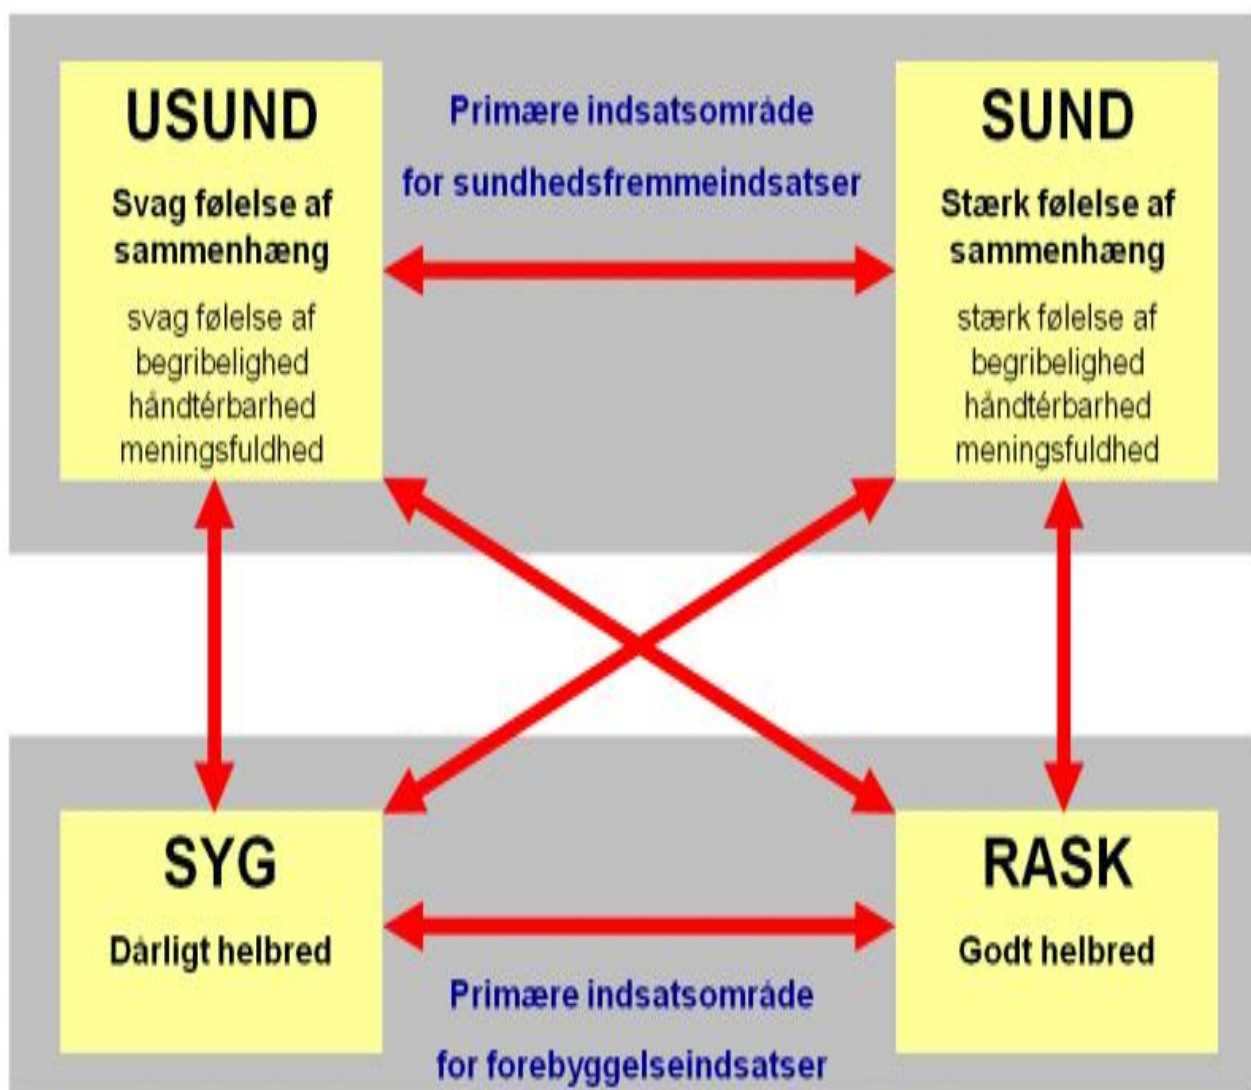 USUND
Svag følelse af
sammenhæng
svag følelse af
begribelighed
håndtérbarhed
meningsfuldhed
Primære indsatsområde
for sundhedsfremmeindsatser
SUND
Stærk følelse af
sammenhæng
stærk følelse af
begribelighed
håndtérbarhed
meningsfuldhed
SYG
Dårligt helbred
Primære indsatsområde
for forebyggelseindsatser
RASK
Godt helbred